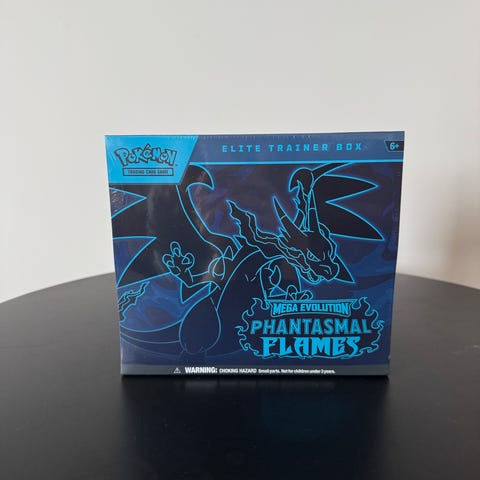 POKéMON
TRADING CARD GAME
ELITE TRAINER BOX
6+
MEGA EVOLUTION
PHANTASMAL
FLAMES
WARNING: CHOKING HAZARD Small parts. Not for children under 3 years.